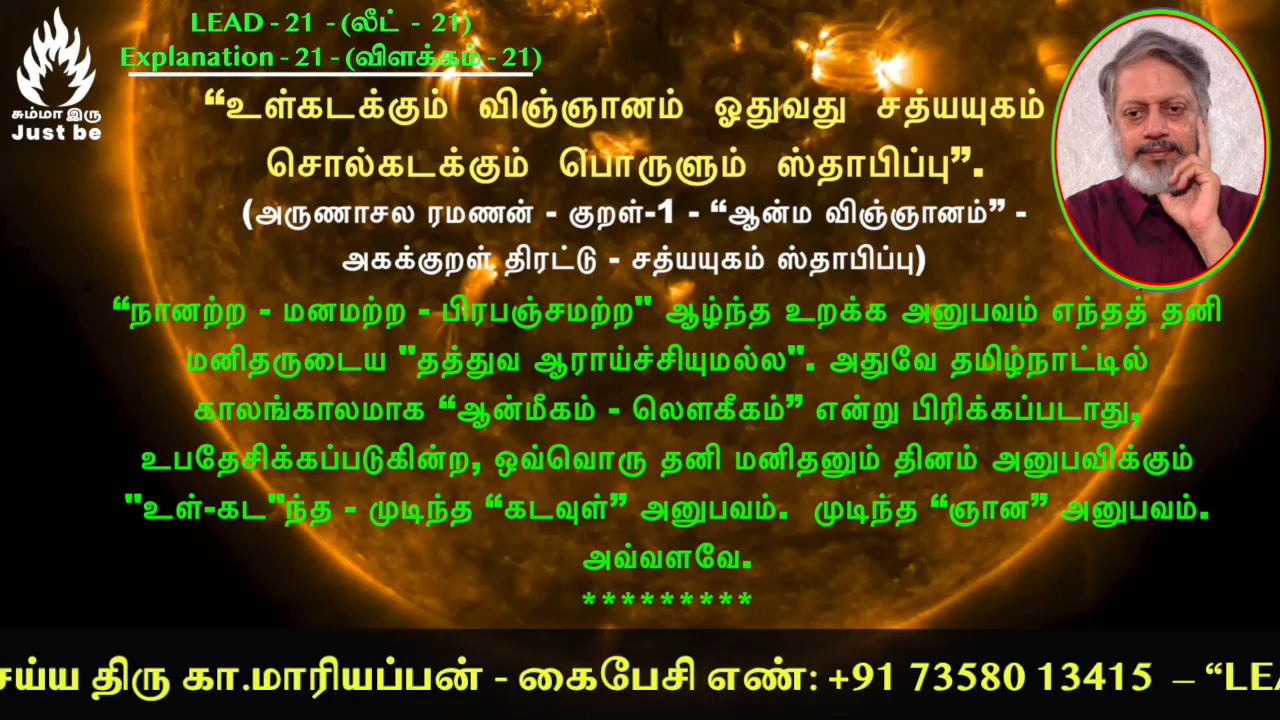 LEAD - 21 - (லீட் - 21)
Explanation - 21 - (விளக்கம் - 21)
சும்மா இரு
Just be
“உள்கடக்கும் விஞ்ஞானம் ஓதுவது சத்யயுகம்
சொல்கடக்கும் பொருளும் ஸ்தாபிப்பு”.
(அருணாசல ரமணன் - குறள்-1 - “ஆன்ம விஞ்ஞானம்” -
அகக்குறள் திரட்டு - சத்யயுகம் ஸ்தாபிப்பு)
“நானற்ற - மனமற்ற - பிரபஞ்சமற்ற" ஆழ்ந்த உறக்க அனுபவம் எந்தத் தனி
மனிதருடைய "தத்துவ ஆராய்ச்சியுமல்ல". அதுவே தமிழ்நாட்டில்
காலங்காலமாக “ஆன்மீகம் - லௌகீகம்” என்று பிரிக்கப்படாது,
உபதேசிக்கப்படுகின்ற, ஒவ்வொரு தனி மனிதனும் தினம் அனுபவிக்கும்
"உள்-கட"ந்த - முடிந்த “கடவுள்” அனுபவம். முடிந்த “ஞான” அனுபவம்.
அவ்வளவே.
*********
சய்ய திரு கா.மாரியப்பன் - கைபேசி எண்: +91 73580 13415 – “LEA